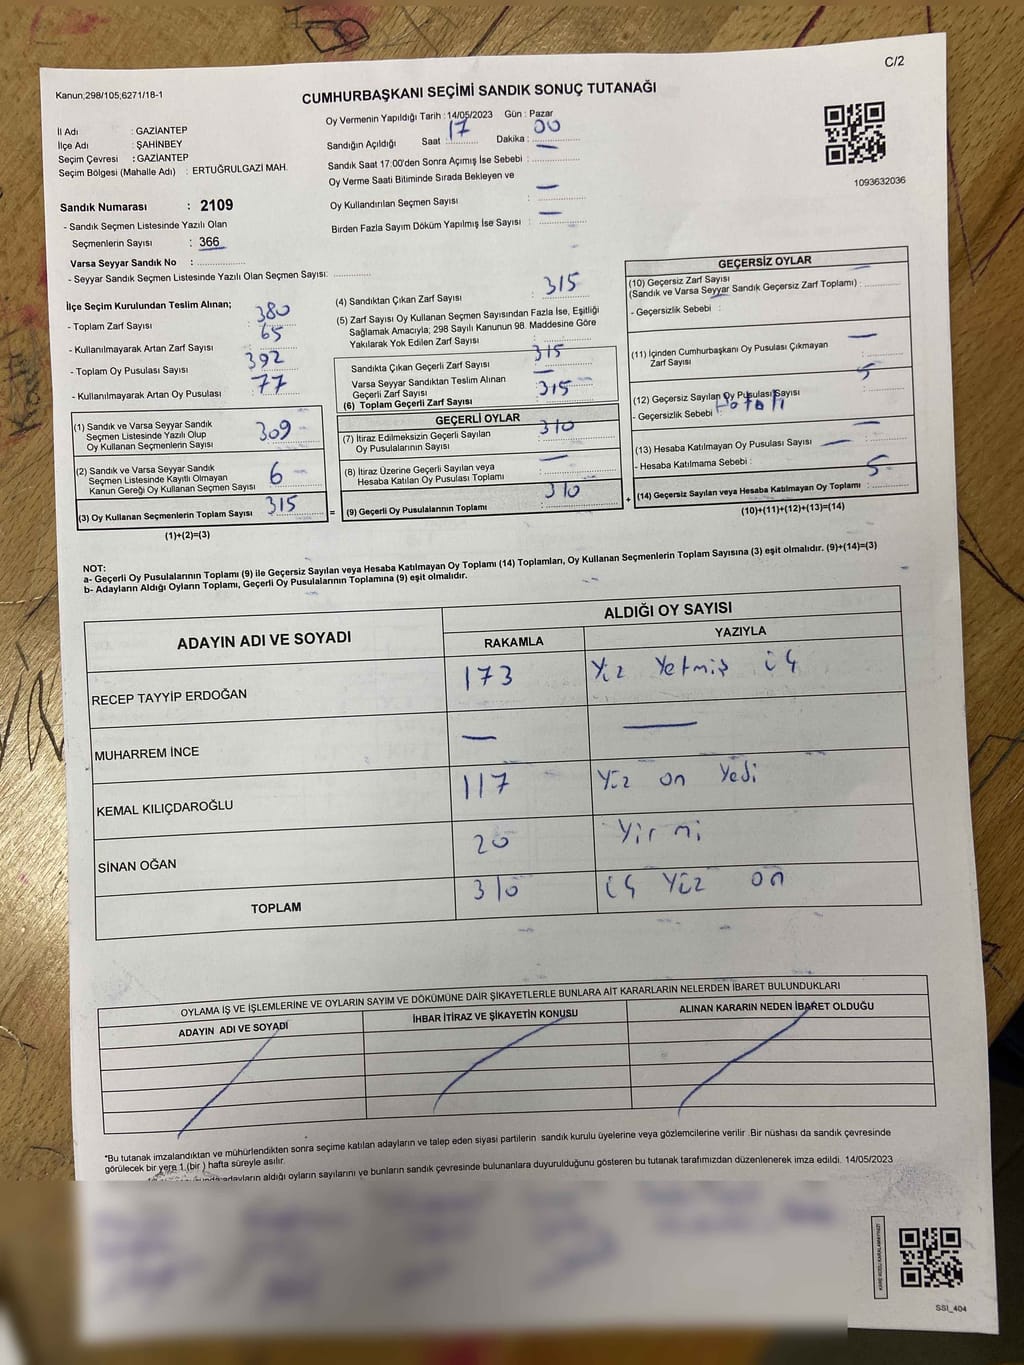 C/2
Kanun;298/105;6271/18-1
CUMHURBAŞKANI SEÇİMİ SANDIK SONUÇ TUTANAĞI
İl Adı : GAZİANTEP
İlçe Adı : ŞAHİNBEY
Seçim Çevresi : GAZİANTEP
Seçim Bölgesi (Mahalle Adı) : ERTUĞRULGAZİ MAH.
Oy Vermenin Yapıldığı Tarih : 14/05/2023 Gün : Pazar
Sandığın Açıldığı Saat : 17 Dakika : 00
Sandık Saat 17:00'den Sonra Açımış İse Sebebi : —
Oy Verme Saati Bitiminde Sırada Bekleyen ve
Oy Kullandırılan Seçmen Sayısı : —
Birden Fazla Sayım Döküm Yapılmış İse Sayısı : —
1093632036
Sandık Numarası : 2109
- Sandık Seçmen Listesinde Yazılı Olan
Seçmenlerin Sayısı : 366
Varsa Seyyar Sandık No :
- Seyyar Sandık Seçmen Listesinde Yazılı Olan Seçmen Sayısı:
İlçe Seçim Kurulundan Teslim Alınan;
- Toplam Zarf Sayısı : 380
- Kullanılmayarak Artan Zarf Sayısı : 65
- Toplam Oy Pusulası Sayısı : 392
- Kullanılmayarak Artan Oy Pusulası : 77
(1) Sandık ve Varsa Seyyar Sandık
Seçmen Listesinde Yazılı Olup
Oy Kullanan Seçmenlerin Sayısı : 309
(2) Sandık ve Varsa Seyyar Sandık
Seçmen Listesinde Kayıtlı Olmayan
Kanun Gereği Oy Kullanan Seçmen Sayısı : 6
(3) Oy Kullanan Seçmenlerin Toplam Sayısı : 315
(1)+(2)=(3)
=
(4) Sandıktan Çıkan Zarf Sayısı : 315
(5) Zarf Sayısı Oy Kullanan Seçmen Sayısından Fazla İse, Eşitliği
Sağlamak Amacıyla; 298 Sayılı Kanunun 98. Maddesine Göre
Yakılarak Yok Edilen Zarf Sayısı :
Sandıkta Çıkan Geçerli Zarf Sayısı : 315
Varsa Seyyar Sandıktan Teslim Alınan
Geçerli Zarf Sayısı : —
(6) Toplam Geçerli Zarf Sayısı : 315
GEÇERLİ OYLAR
(7) İtiraz Edilmeksizin Geçerli Sayılan
Oy Pusulalarının Sayısı : 310
(8) İtiraz Üzerine Geçerli Sayılan veya
Hesaba Katılan Oy Pusulası Toplamı : —
(9) Geçerli Oy Pusulalarının Toplamı : 310
+
GEÇERSİZ OYLAR
(10) Geçersiz Zarf Sayısı
(Sandık ve Varsa Seyyar Sandık Geçersiz Zarf Toplamı) : —
- Geçersizlik Sebebi : —
(11) İçinden Cumhurbaşkanı Oy Pusulası Çıkmayan
Zarf Sayısı : —
(12) Geçersiz Sayılan Oy Pusulası Sayısı : 5
- Geçersizlik Sebebi : Hatalı
(13) Hesaba Katılmayan Oy Pusulası Sayısı : —
- Hesaba Katılmama Sebebi : —
(14) Geçersiz Sayılan veya Hesaba Katılmayan Oy Toplamı : 5
(10)+(11)+(12)+(13)=(14)
NOT:
a- Geçerli Oy Pusulalarının Toplamı (9) ile Geçersiz Sayılan veya Hesaba Katılmayan Oy Toplamı (14) Toplamları, Oy Kullanan Seçmenlerin Toplam Sayısına (3) eşit olmalıdır. (9)+(14)=(3)
b- Adayların Aldığı Oyların Toplamı, Geçerli Oy Pusulalarının Toplamına (9) eşit olmalıdır.
ADAYIN ADI VE SOYADI
ALDIĞI OY SAYISI
RAKAMLA YAZIYLA
RECEP TAYYİP ERDOĞAN 173 Yüz Yetmiş üç
MUHARREM İNCE — —
KEMAL KILIÇDAROĞLU 117 Yüz on Yedi
SİNAN OĞAN 20 Yirmi
TOPLAM 310 üç Yüz on
OYLAMA İŞ VE İŞLEMLERİNE VE OYLARIN SAYIM VE DÖKÜMÜNE DAİR ŞİKAYETLERLE BUNLARA AİT KARARLARIN NELERDEN İBARET BULUNDUKLARI
ADAYIN ADI VE SOYADI İHBAR İTİRAZ VE ŞİKAYETİN KONUSU ALINAN KARARIN NEDEN İBARET OLDUĞU
*Bu tutanak imzalandıktan ve mühürlendikten sonra seçime katılan adayların ve talep eden siyasi partilerin sandık kurulu üyelerine veya gözlemcilerine verilir .Bir nüshası da sandık çevresinde
görülecek bir yere 1 (bir ) hafta süreyle asılır.
adayların aldığı oyların sayılarını ve bunların sandık çevresinde bulunanlara duyurulduğunu gösteren bu tutanak tarafımızdan düzenlenerek imza edildi. 14/05/2023
SSİ_404